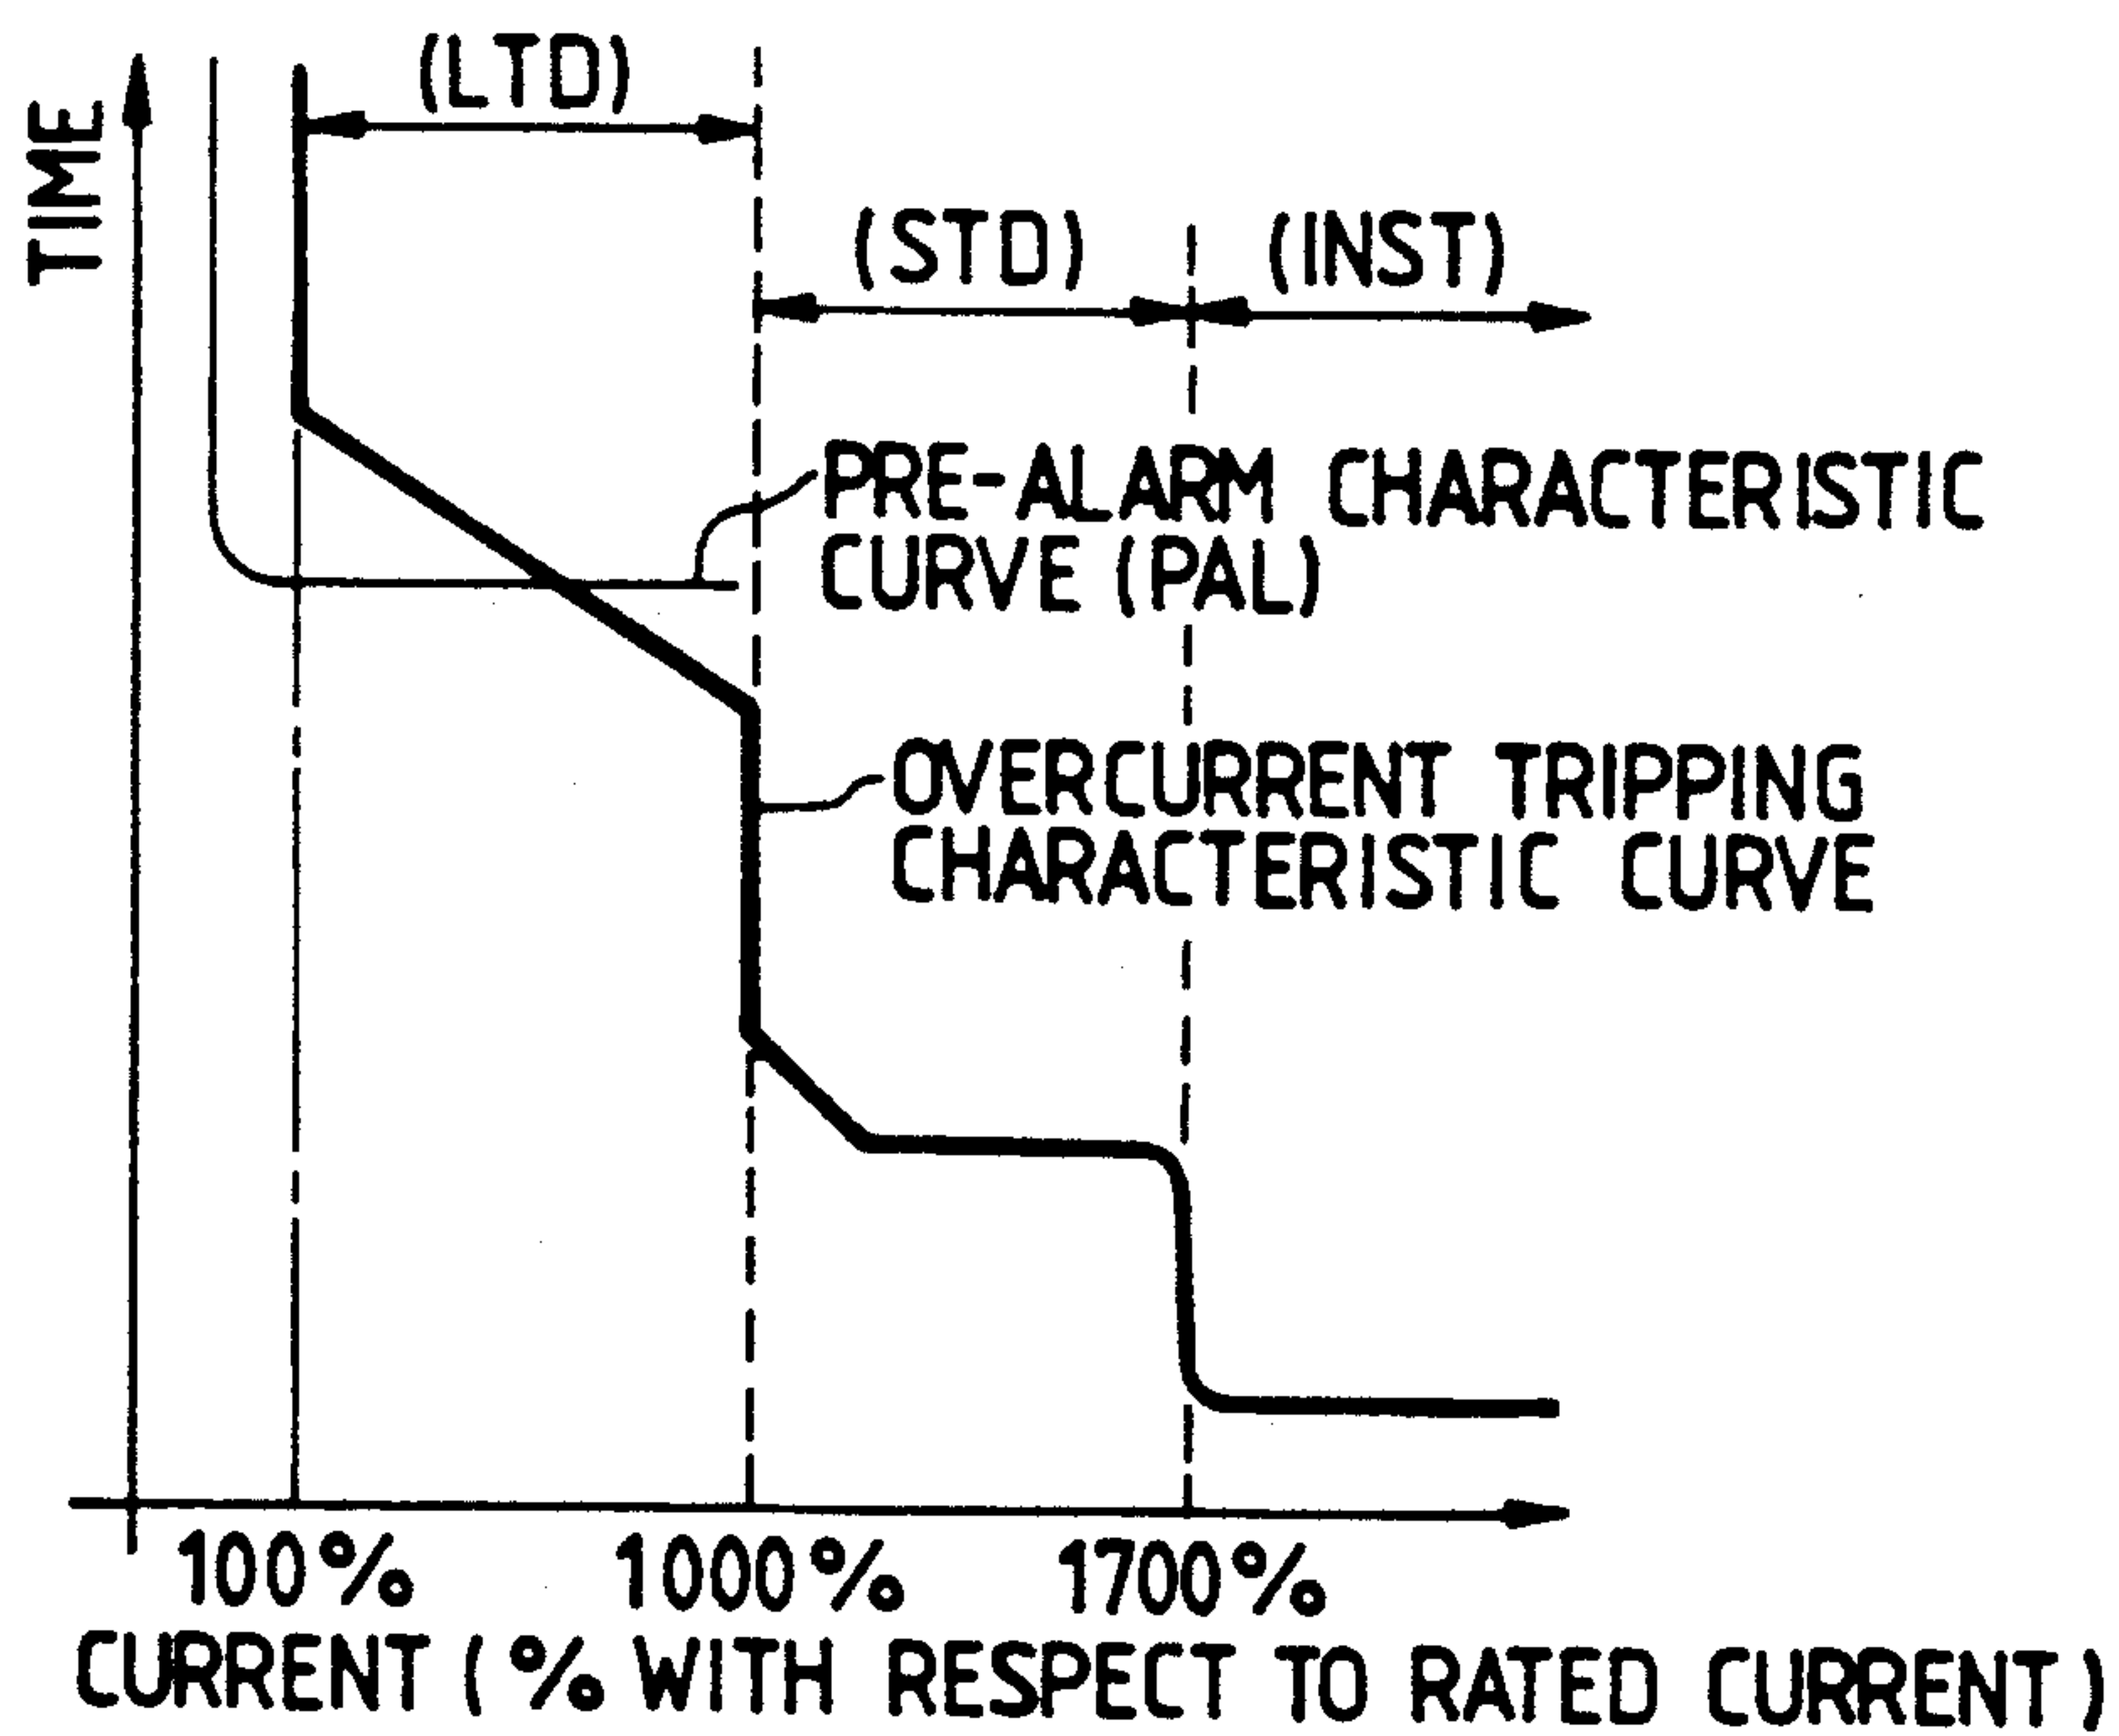 TIME
(LTD)
(STD)
(INST)
PRE-ALARM CHARACTERISTIC
CURVE (PAL)
OVERCURRENT TRIPPING
CHARACTERISTIC CURVE
100%
1000%
1700%
CURRENT (% WITH RESPECT TO RATED CURRENT)